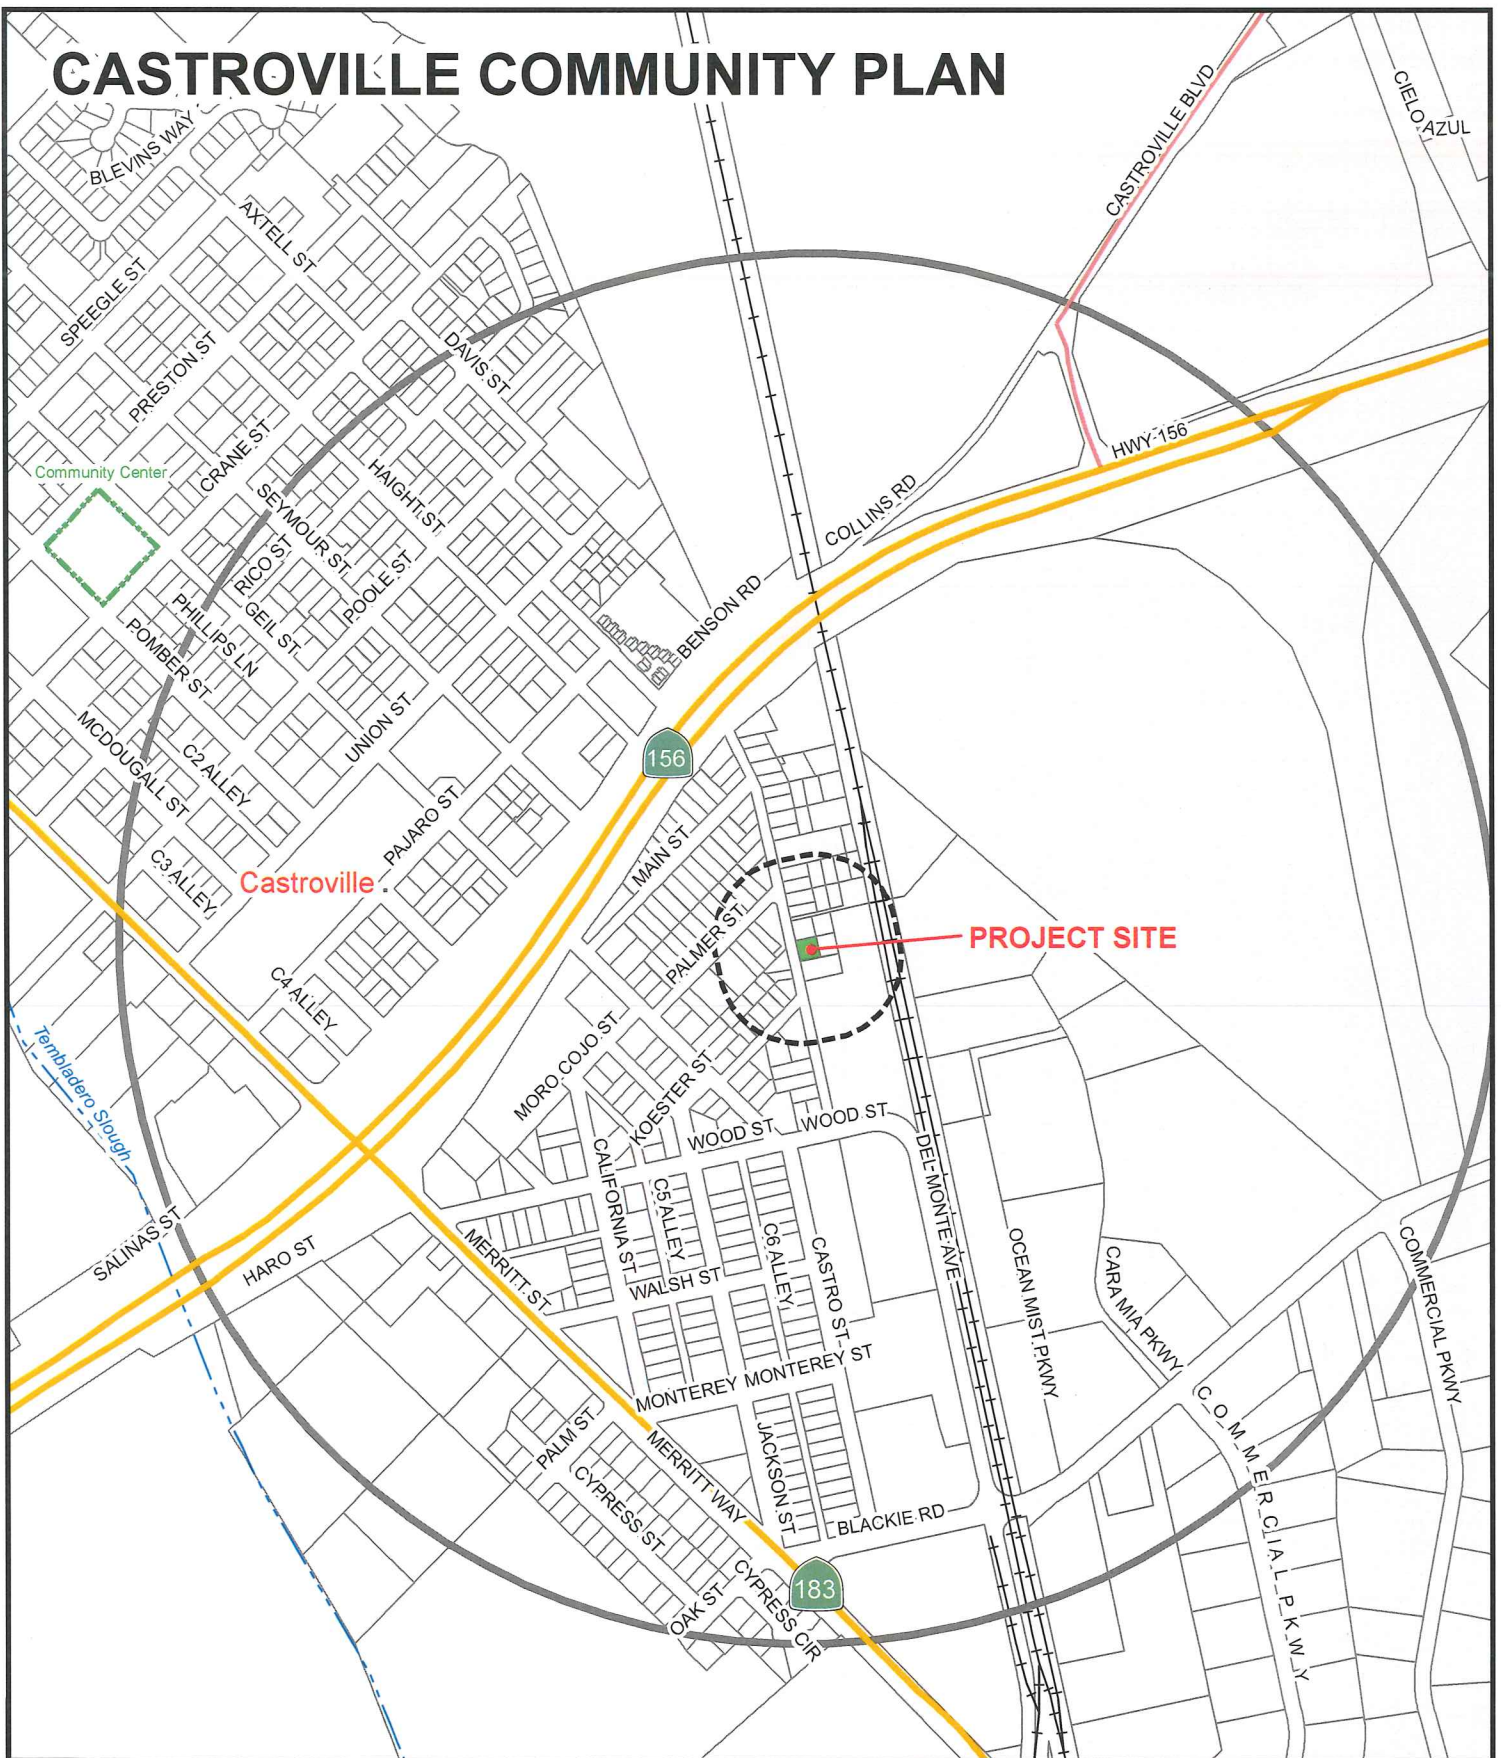 CASTROVILLE COMMUNITY PLAN
BLEVINS WAY
CASTROVILLE BLVD
CIELO AZUL
AXTELL ST
SPEEGLE ST
PRESTON ST
DAVIS ST
CRANE ST
HWY 156
Community Center
HAIGHT ST
SEYMOUR ST
COLLINS RD
RICO ST
POOLE ST
GEIL ST
BENSON RD
PHILLIPS LN
POMBER ST
UNION ST
MCDOUGALL ST
C2 ALLEY
156
PAJARO ST
MAIN ST
C3 ALLEY
Castroville
PALMER ST
PROJECT SITE
C4 ALLEY
MORO COJO ST
Tembladero Slough
KOESTER ST
WOOD ST
WOOD ST
CALIFORNIA ST
C5 ALLEY
DEL MONTE AVE
SALINAS ST
HARO ST
MERRITT ST
WALSH ST
C6 ALLEY
CASTRO ST
OCEAN MIST PKWY
CARA MIA PKWY
COMMERCIAL PKWY
MONTEREY
MONTEREY ST
COMMERCIAL PKWY
PALM ST
MERRITT WAY
JACKSON ST
CYPRESS ST
BLACKIE RD
183
OAK ST
CYPRESS CIR